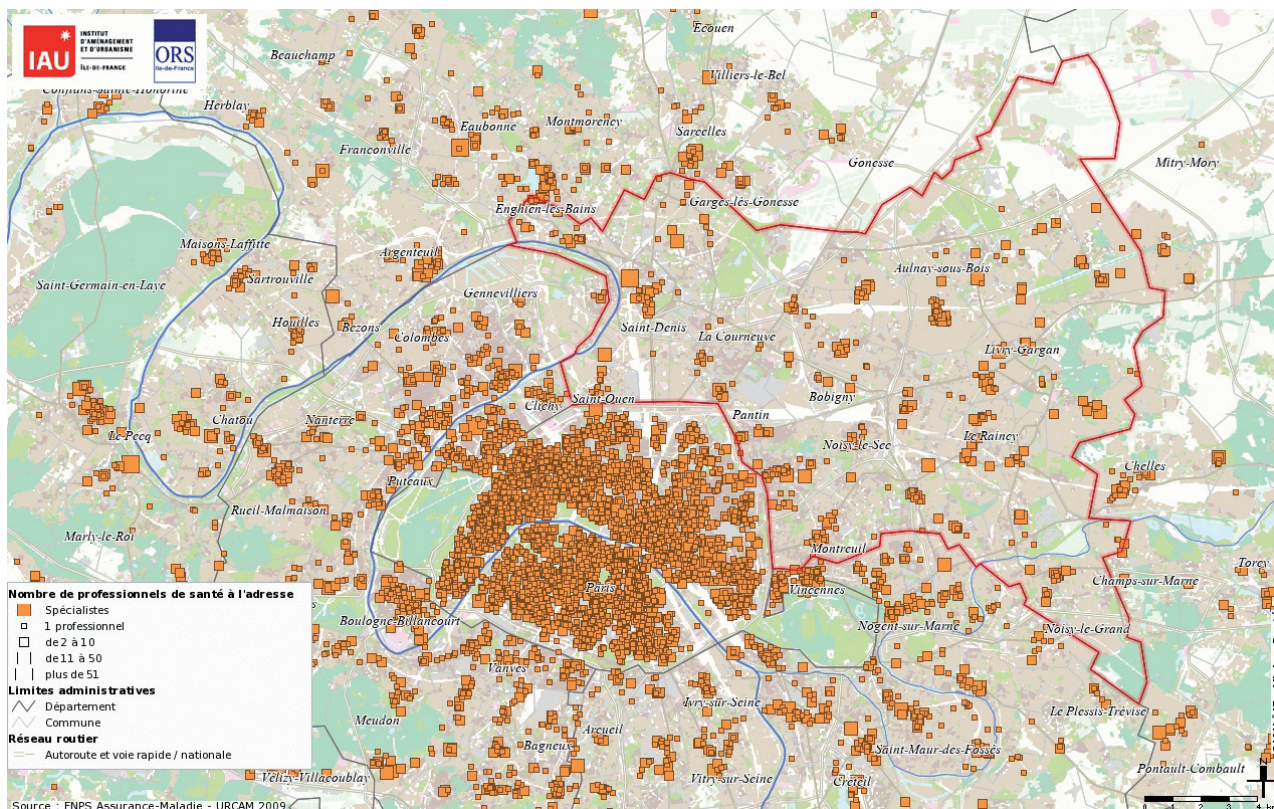 IAU
INSTITUT
D'AMÉNAGEMENT
ET D'URBANISME
ÎLE-DE-FRANCE
ORS
Île-de-France
Ecouen
Beauchamp
Villiers-le-Bel
Conflans-Sainte-Honorine
Herblay
Eaubonne
Montmorency
Sarcelles
Franconville
Gonesse
Mitry-Mory
Enghien-les-Bains
Garges-lès-Gonesse
Maisons-Laffitte
Argenteuil
Aulnay-sous-Bois
Saint-Germain-en-Laye
Sartrouville
Gennevilliers
Houilles
Bezons
Saint-Denis
La Courneuve
Colombes
Livry-Gargan
Saint-Ouen
Bobigny
Clichy
Chatou
Nanterre
Pantin
Le Pecq
Noisy-le-Sec
Le Raincy
Chelles
Puteaux
Rueil-Malmaison
Marly-le-Roi
Montreuil
Torcy
Paris
Vincennes
Champs-sur-Marne
Boulogne-Billancourt
Nogent-sur-Marne
Noisy-le-Grand
Vanves
Ivry-sur-Seine
Le Plessis-Trévise
Meudon
Arcueil
Bagneux
Saint-Maur-des-Fossés
Pontault-Combault
Vélizy-Villacoublay
Vitry-sur-Seine
Créteil
Nombre de professionnels de santé à l'adresse
Spécialistes
1 professionnel
de 2 à 10
de 11 à 50
plus de 51
Limites administratives
Département
Commune
Réseau routier
Autoroute et voie rapide / nationale
Source : FNPS Assurance-Maladie - URCAM 2009
0 1 2 3 4 km